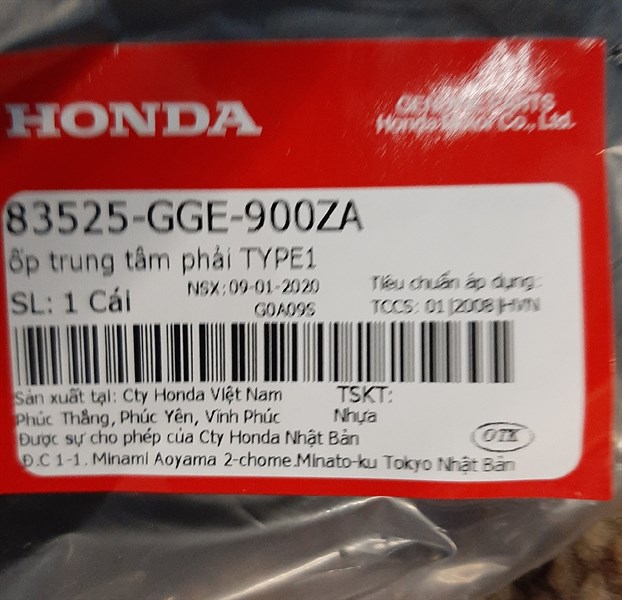 HONDA
GENUINE PARTS
Honda Motor Co., Ltd.
83525-GGE-900ZA
ốp trung tâm phải TYPE1
NSX: 09-01-2020
Tiêu chuẩn áp dụng:
SL: 1 Cái
G0A09S
TCCS: 01|2008|HVN
Sản xuất tại: Cty Honda Việt Nam
TSKT:
Phúc Thắng, Phúc Yên, Vĩnh Phúc
Nhựa
Được sự cho phép của Cty Honda Nhật Bản
OTK
Đ.C 1-1. Minami Aoyama 2-chome.Minato-ku Tokyo Nhật Bản